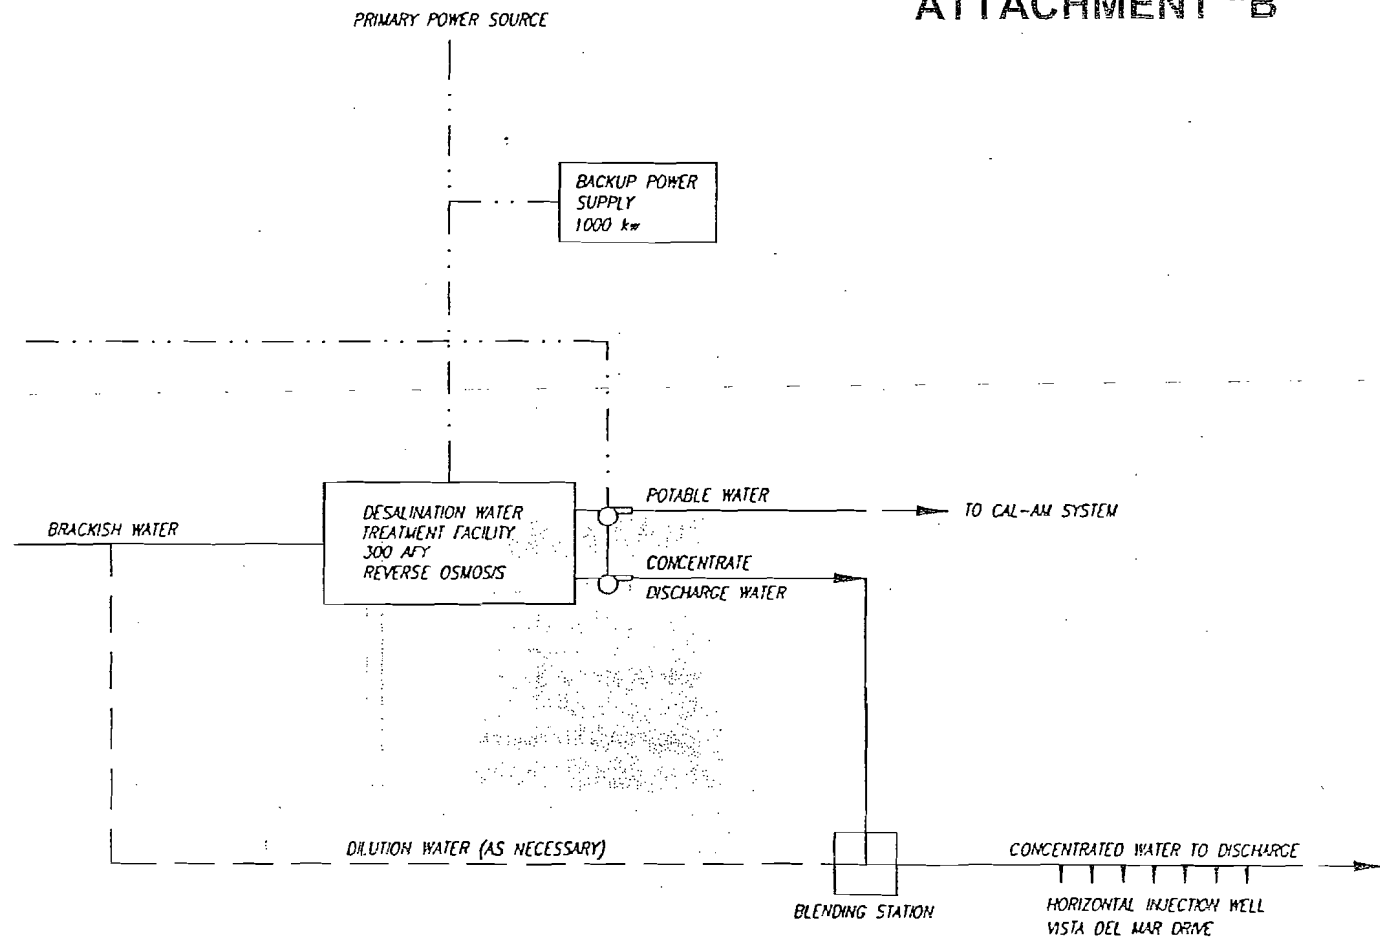 ATTACHMENT "B
PRIMARY POWER SOURCE
BACKUP POWER
SUPPLY
1000 kw
BRACKISH WATER
DESALINATION WATER
TREATMENT FACILITY
300 AFY
REVERSE OSMOSIS
POTABLE WATER
TO CAL-AM SYSTEM
CONCENTRATE
DISCHARGE WATER
DILUTION WATER (AS NECESSARY)
BLENDING STATION
CONCENTRATED WATER TO DISCHARGE
HORIZONTAL INJECTION WELL
VISTA DEL MAR DRIVE